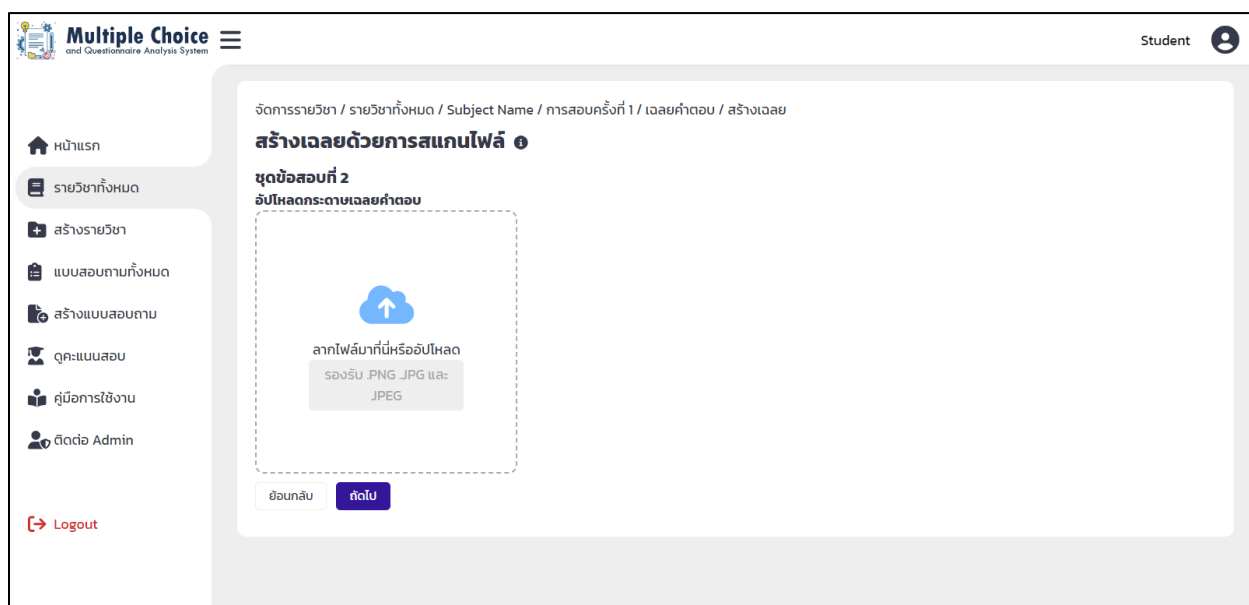 Multiple Choice
and Questionnaire Analysis System
Student
จัดการรายวิชา / รายวิชาทั้งหมด / Subject Name / การสอบครั้งที่ 1 / เฉลยคำตอบ / สร้างเฉลย
สร้างเฉลยด้วยการสแกนไฟล์
ชุดข้อสอบที่ 2
อัปโหลดกระดาษเฉลยคำตอบ
ลากไฟล์มาที่นี่หรืออัปโหลด
รองรับ .PNG .JPG และ
JPEG
ย้อนกลับ
ถัดไป
หน้าแรก
รายวิชาทั้งหมด
สร้างรายวิชา
แบบสอบถามทั้งหมด
สร้างแบบสอบถาม
ดูคะแนนสอบ
คู่มือการใช้งาน
ติดต่อ Admin
Logout